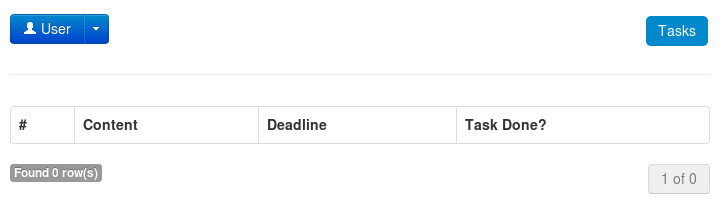 User
Tasks
# Content Deadline Task Done?
Found 0 row(s)
1 of 0